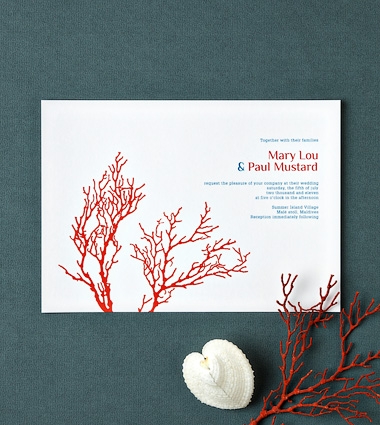 Together with their families
Mary Lou
& Paul Mustard
request the pleasure of your company at their wedding
saturday, the fifth of july
two thousand and eleven
at five o'clock in the afternoon
Summer Island Village
Male atoll, Maldives
Reception immediately following